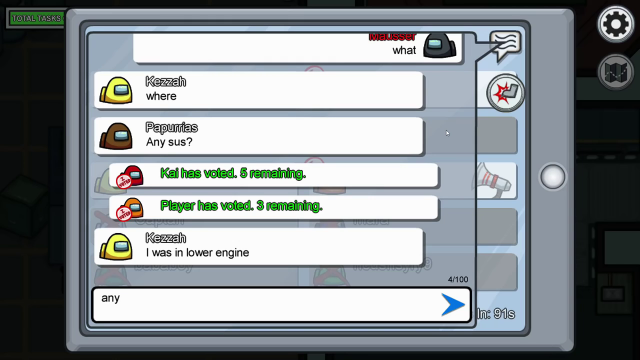 TOTAL TASKS
Mausser
what
Kezzah
where
Papurrias
Any sus?
Kai has voted. 5 remaining.
Player has voted. 3 remaining.
Kezzah
I was in lower engine
4/100
any
In: 91s